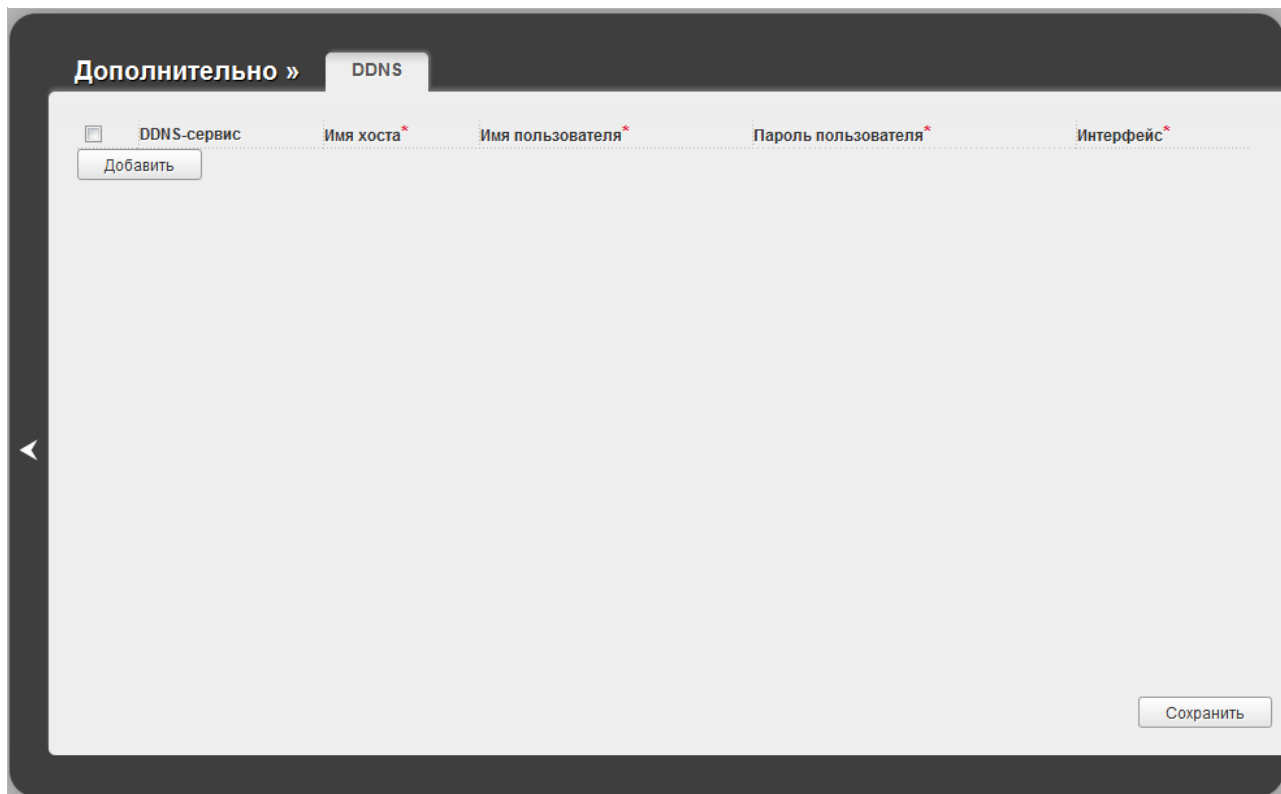 Дополнительно » DDNS
DDNS-сервис Имя хоста* Имя пользователя* Пароль пользователя* Интерфейс*
Добавить
Сохранить